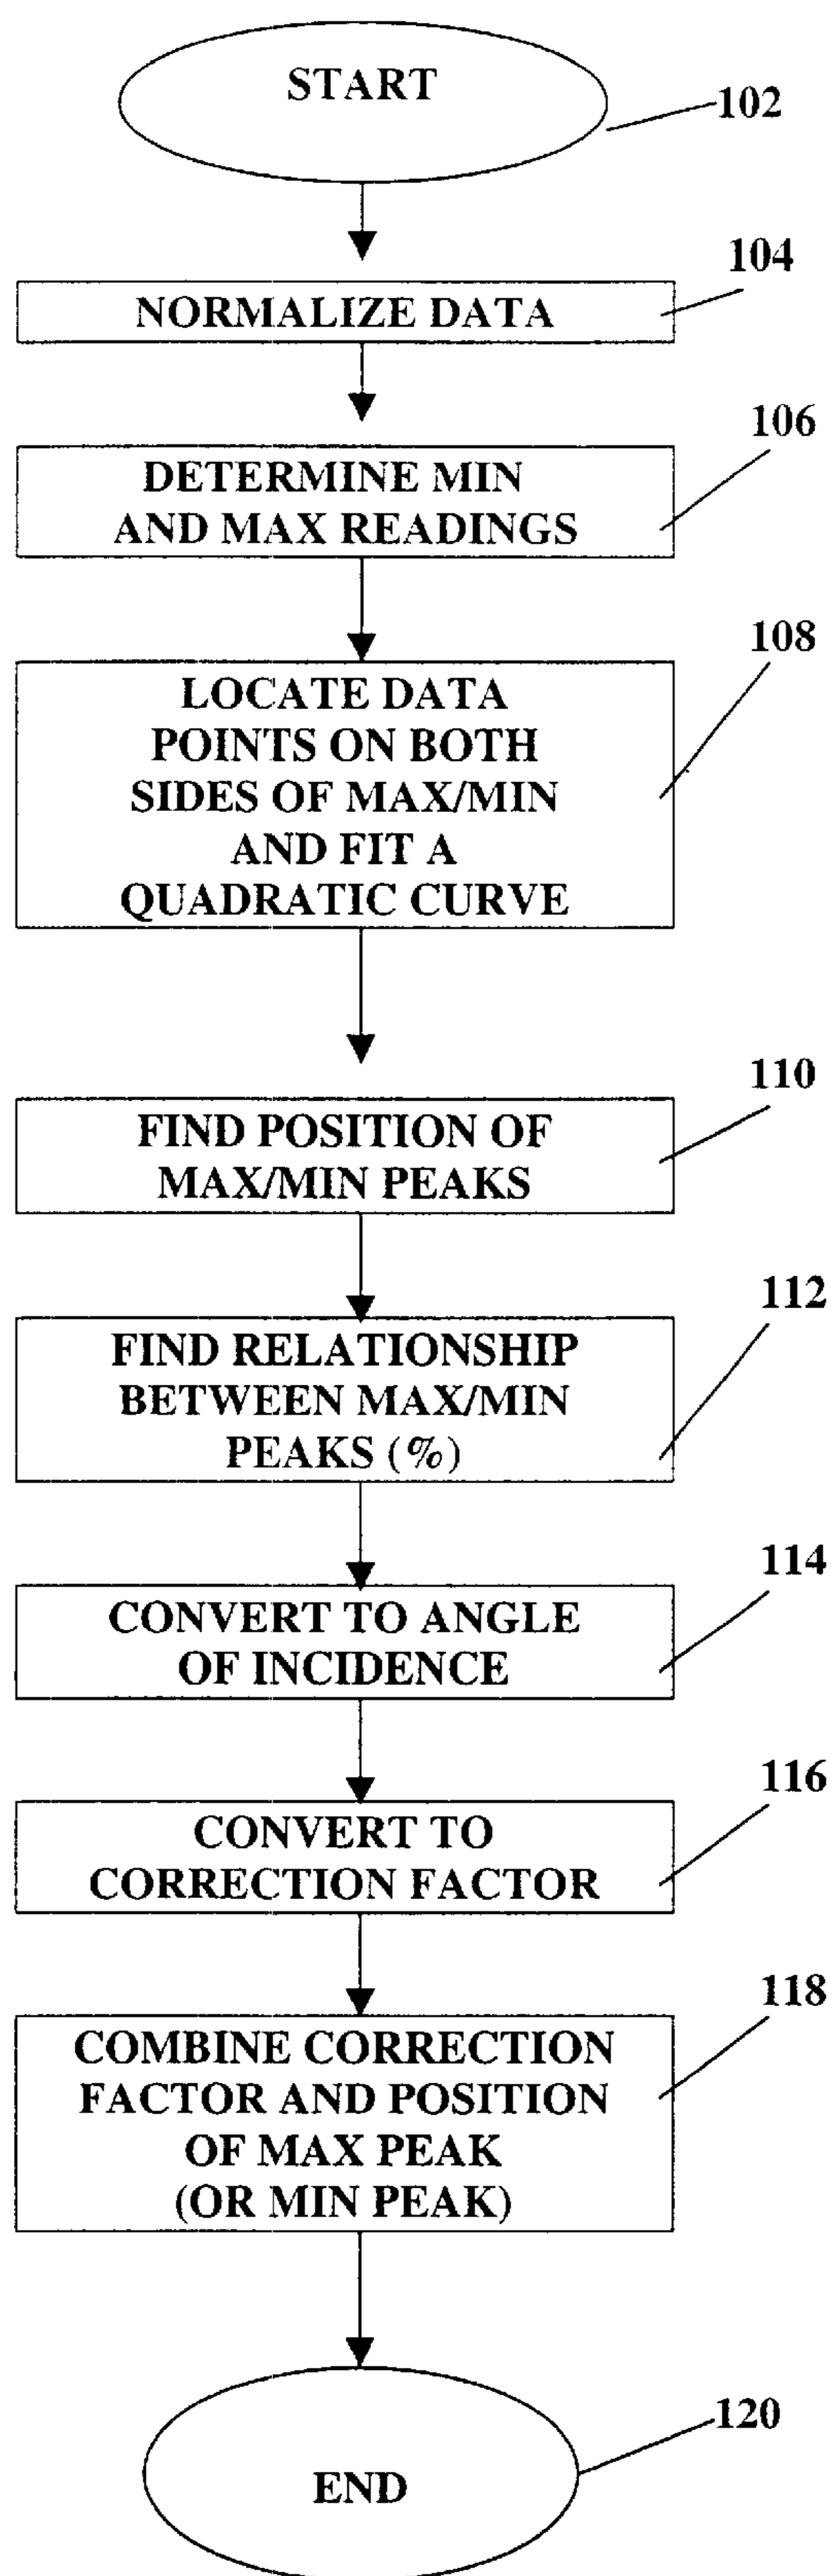 START
102
104
NORMALIZE DATA
106
DETERMINE MIN
AND MAX READINGS
108
LOCATE DATA
POINTS ON BOTH
SIDES OF MAX/MIN
AND FIT A
QUADRATIC CURVE
110
FIND POSITION OF
MAX/MIN PEAKS
112
FIND RELATIONSHIP
BETWEEN MAX/MIN
PEAKS (%)
114
CONVERT TO ANGLE
OF INCIDENCE
116
CONVERT TO
CORRECTION FACTOR
118
COMBINE CORRECTION
FACTOR AND POSITION
OF MAX PEAK
(OR MIN PEAK)
120
END